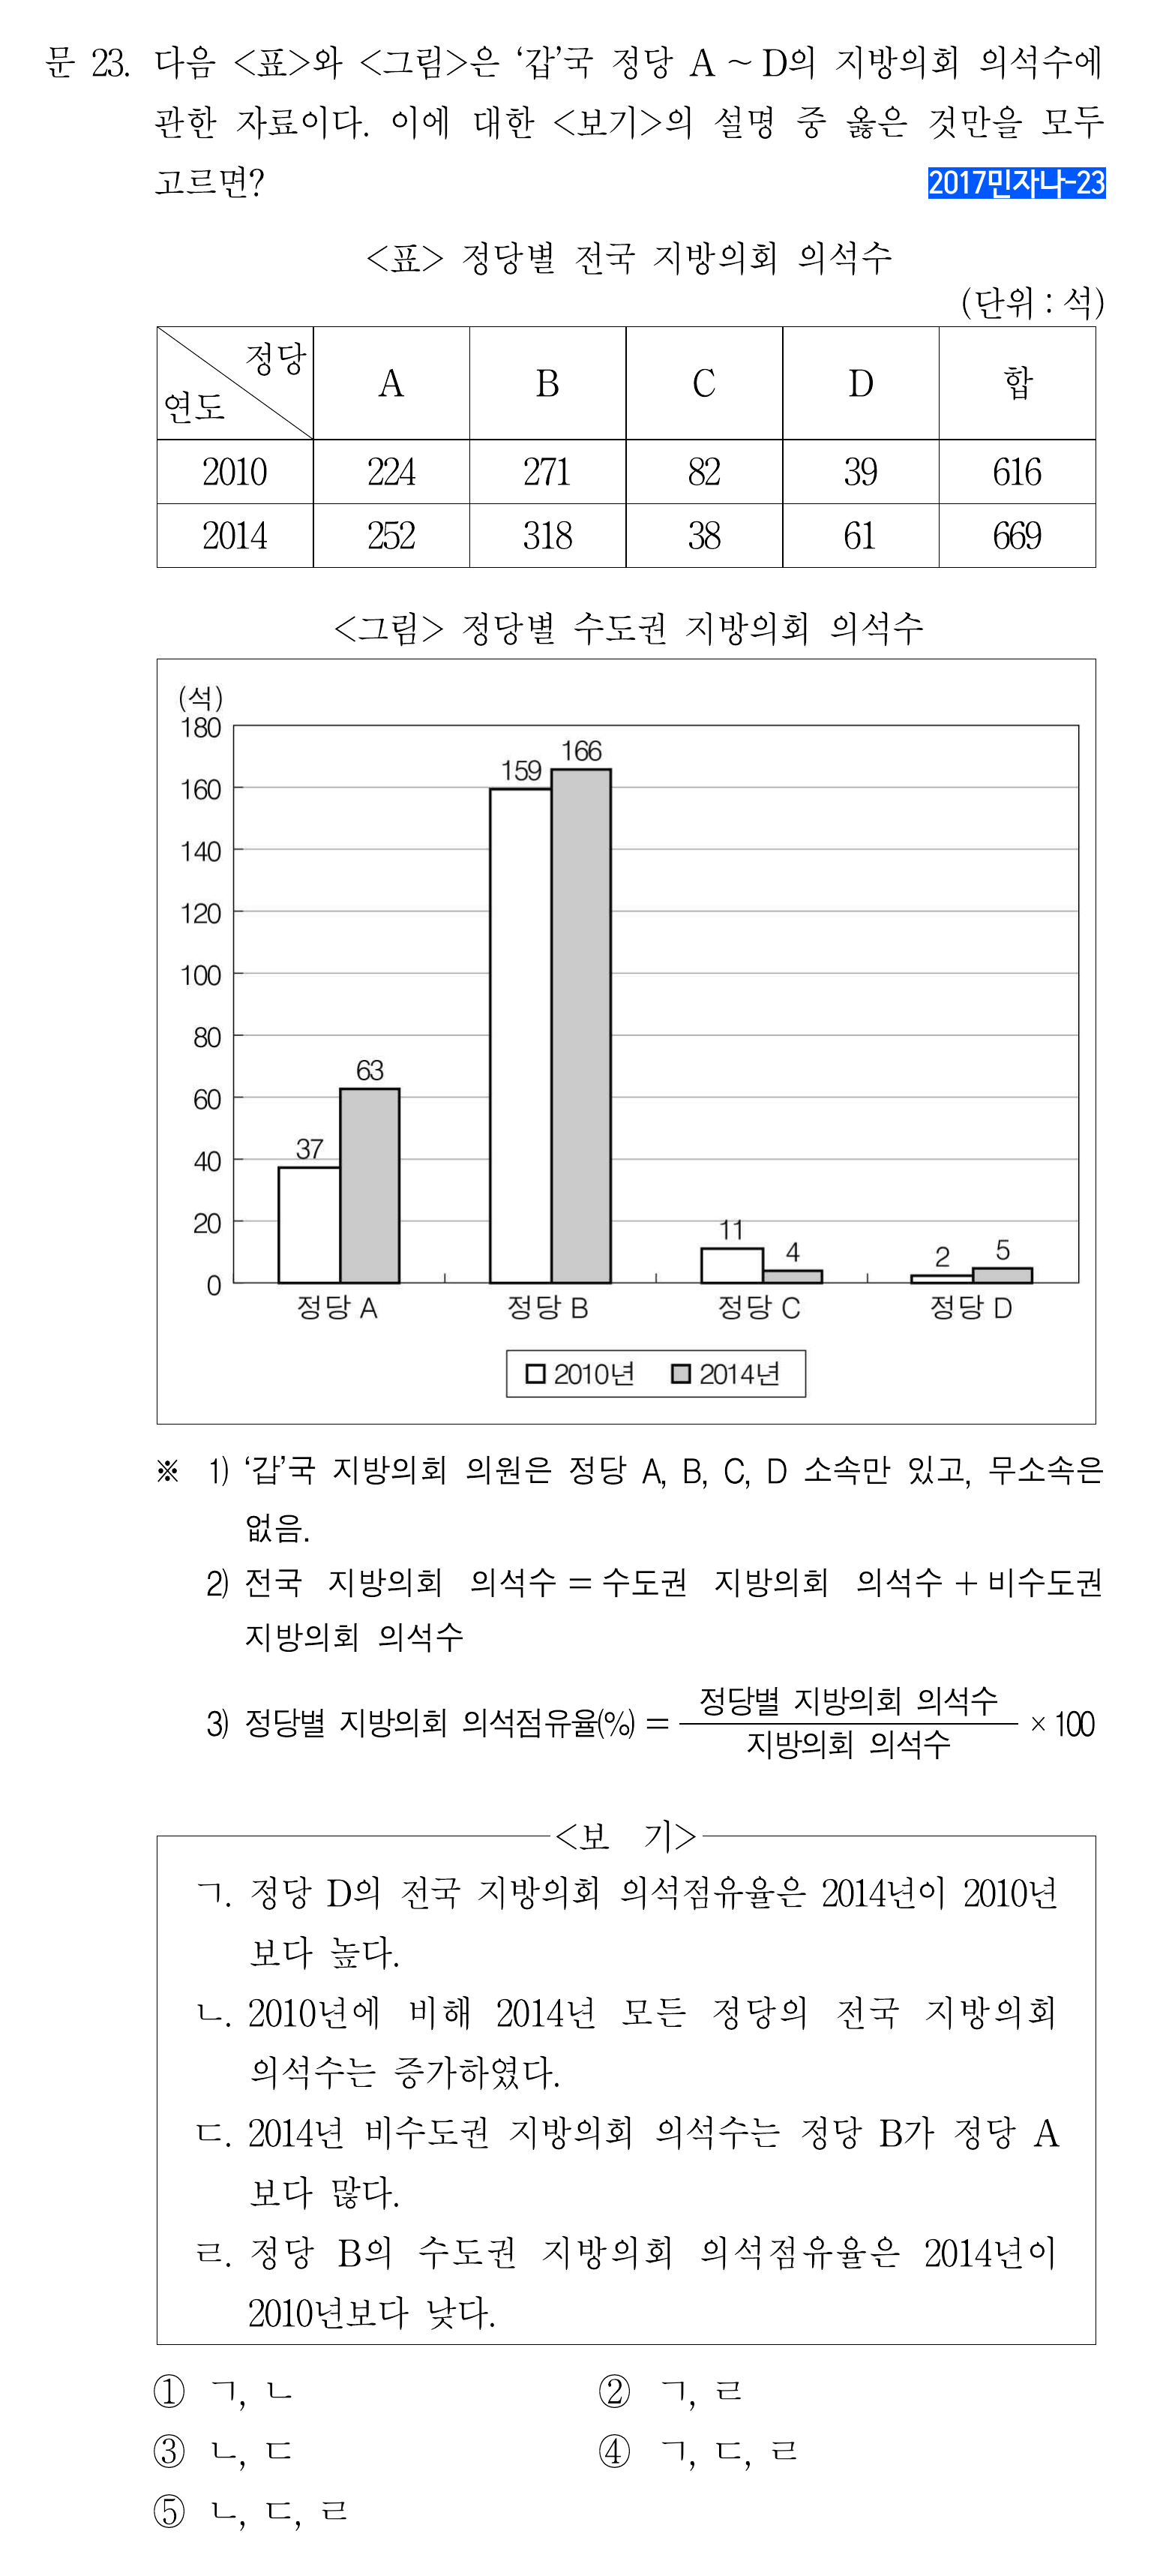 문 23. 다음 <표>와 <그림>은 ‘갑’국 정당 A ~ D의 지방의회 의석수에
관한 자료이다. 이에 대한 <보기>의 설명 중 옳은 것만을 모두
고르면?
2017민자나-23
<표> 정당별 전국 지방의회 의석수
(단위 : 석)
정당
연도
A B C D 합
2010 224 271 82 39 616
2014 252 318 38 61 669
<그림> 정당별 수도권 지방의회 의석수
(석)
180
160
140
120
100
80
60
40
20
0
37 63
159 166
11 4
2 5
정당 A 정당 B 정당 C 정당 D
2010년 2014년
※ 1) ‘갑’국 지방의회 의원은 정당 A, B, C, D 소속만 있고, 무소속은
없음.
2) 전국 지방의회 의석수 = 수도권 지방의회 의석수 + 비수도권
지방의회 의석수
3) 정당별 지방의회 의석점유율(%) = 정당별 지방의회 의석수 / 지방의회 의석수 × 100
<보 기>
ㄱ. 정당 D의 전국 지방의회 의석점유율은 2014년이 2010년
보다 높다.
ㄴ. 2010년에 비해 2014년 모든 정당의 전국 지방의회
의석수는 증가하였다.
ㄷ. 2014년 비수도권 지방의회 의석수는 정당 B가 정당 A
보다 많다.
ㄹ. 정당 B의 수도권 지방의회 의석점유율은 2014년이
2010년보다 낮다.
① ㄱ, ㄴ ② ㄱ, ㄹ
③ ㄴ, ㄷ ④ ㄱ, ㄷ, ㄹ
⑤ ㄴ, ㄷ, ㄹ